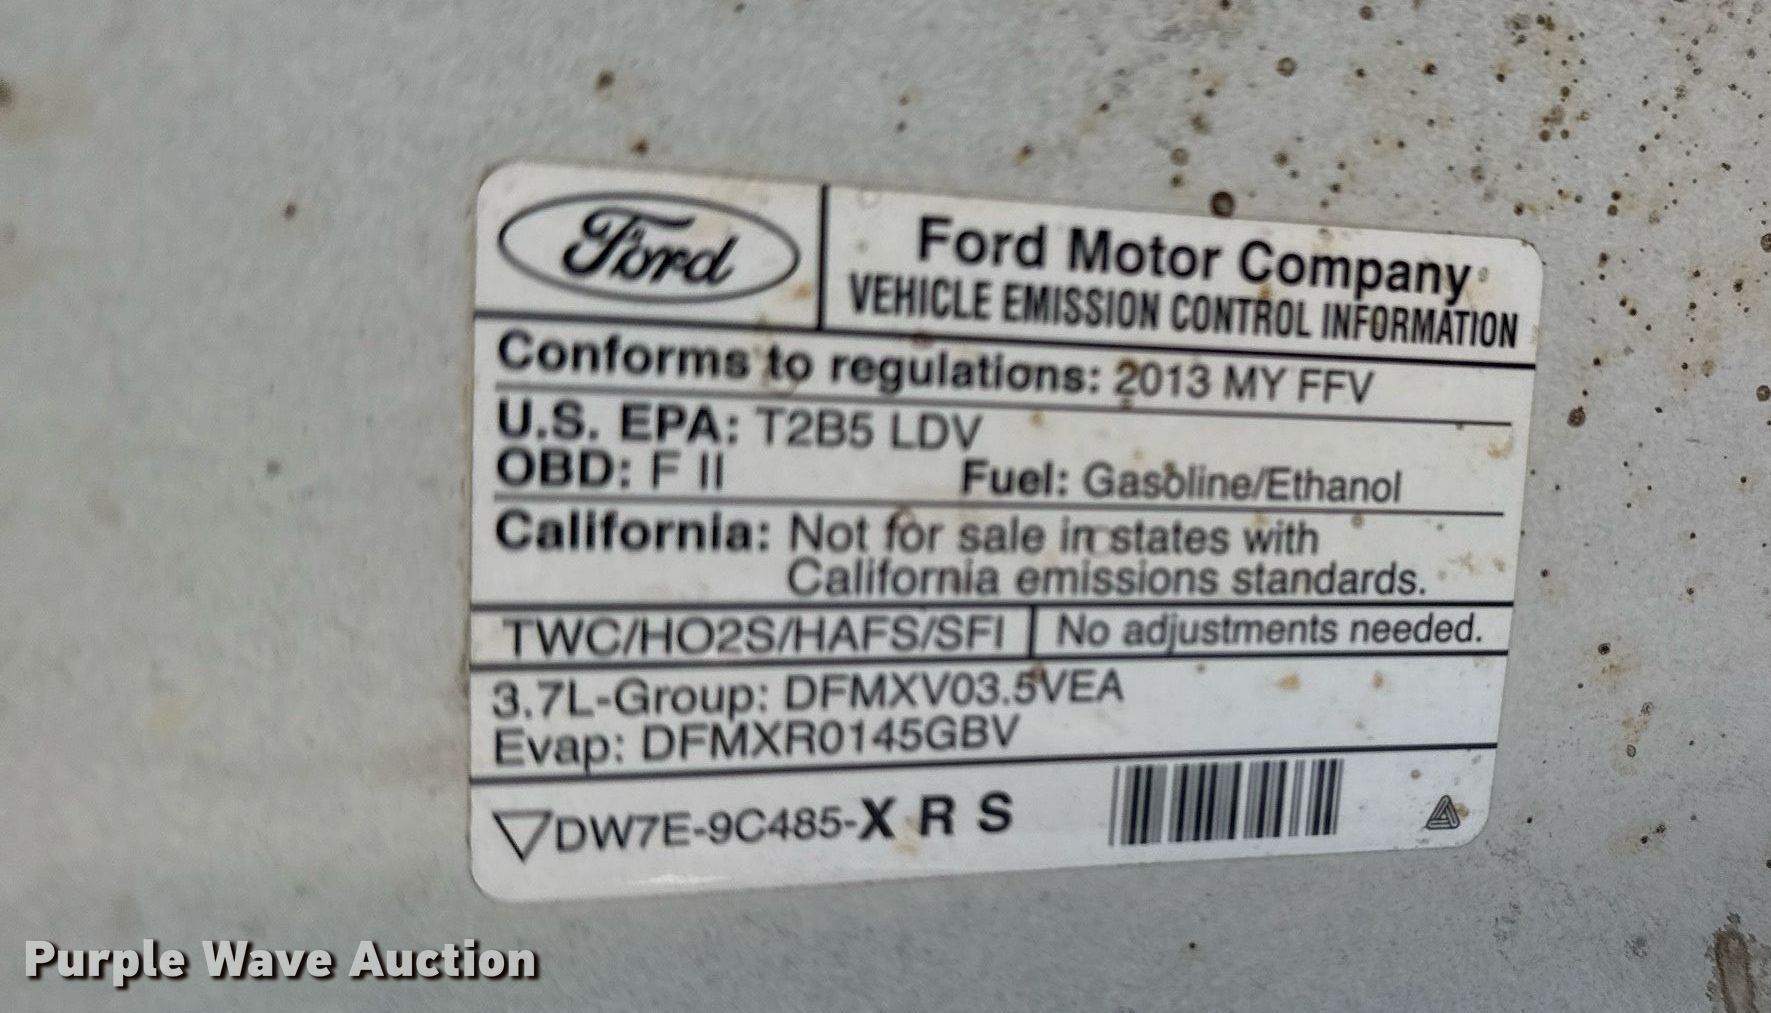 Ford
Ford Motor Company
VEHICLE EMISSION CONTROL INFORMATION
Conforms to regulations: 2013 MY FFV
U.S. EPA: T2B5 LDV
OBD: F II Fuel: Gasoline/Ethanol
California: Not for sale in states with
California emissions standards.
TWC/HO2S/HAFS/SFI No adjustments needed.
3.7L-Group: DFMXV03.5VEA
Evap: DFMXR0145GBV
DW7E-9C485-X R S
Purple Wave Auction